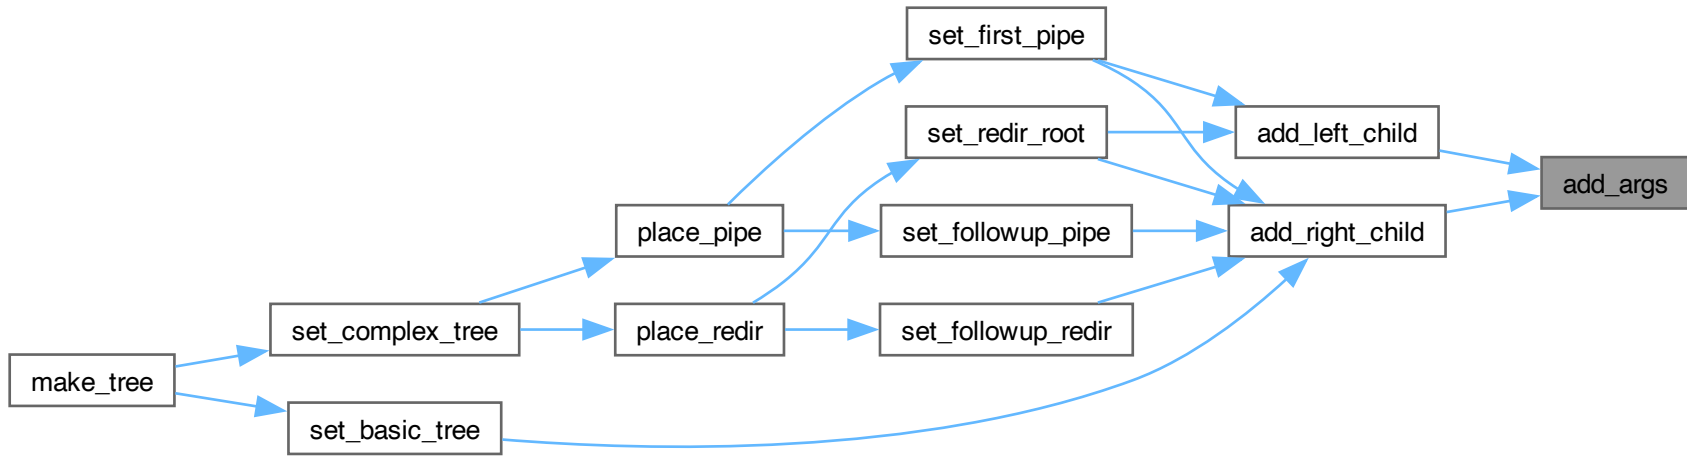 set_first_pipe
set_redir_root
add_left_child
add_args
place_pipe
set_followup_pipe
add_right_child
set_complex_tree
place_redir
set_followup_redir
make_tree
set_basic_tree